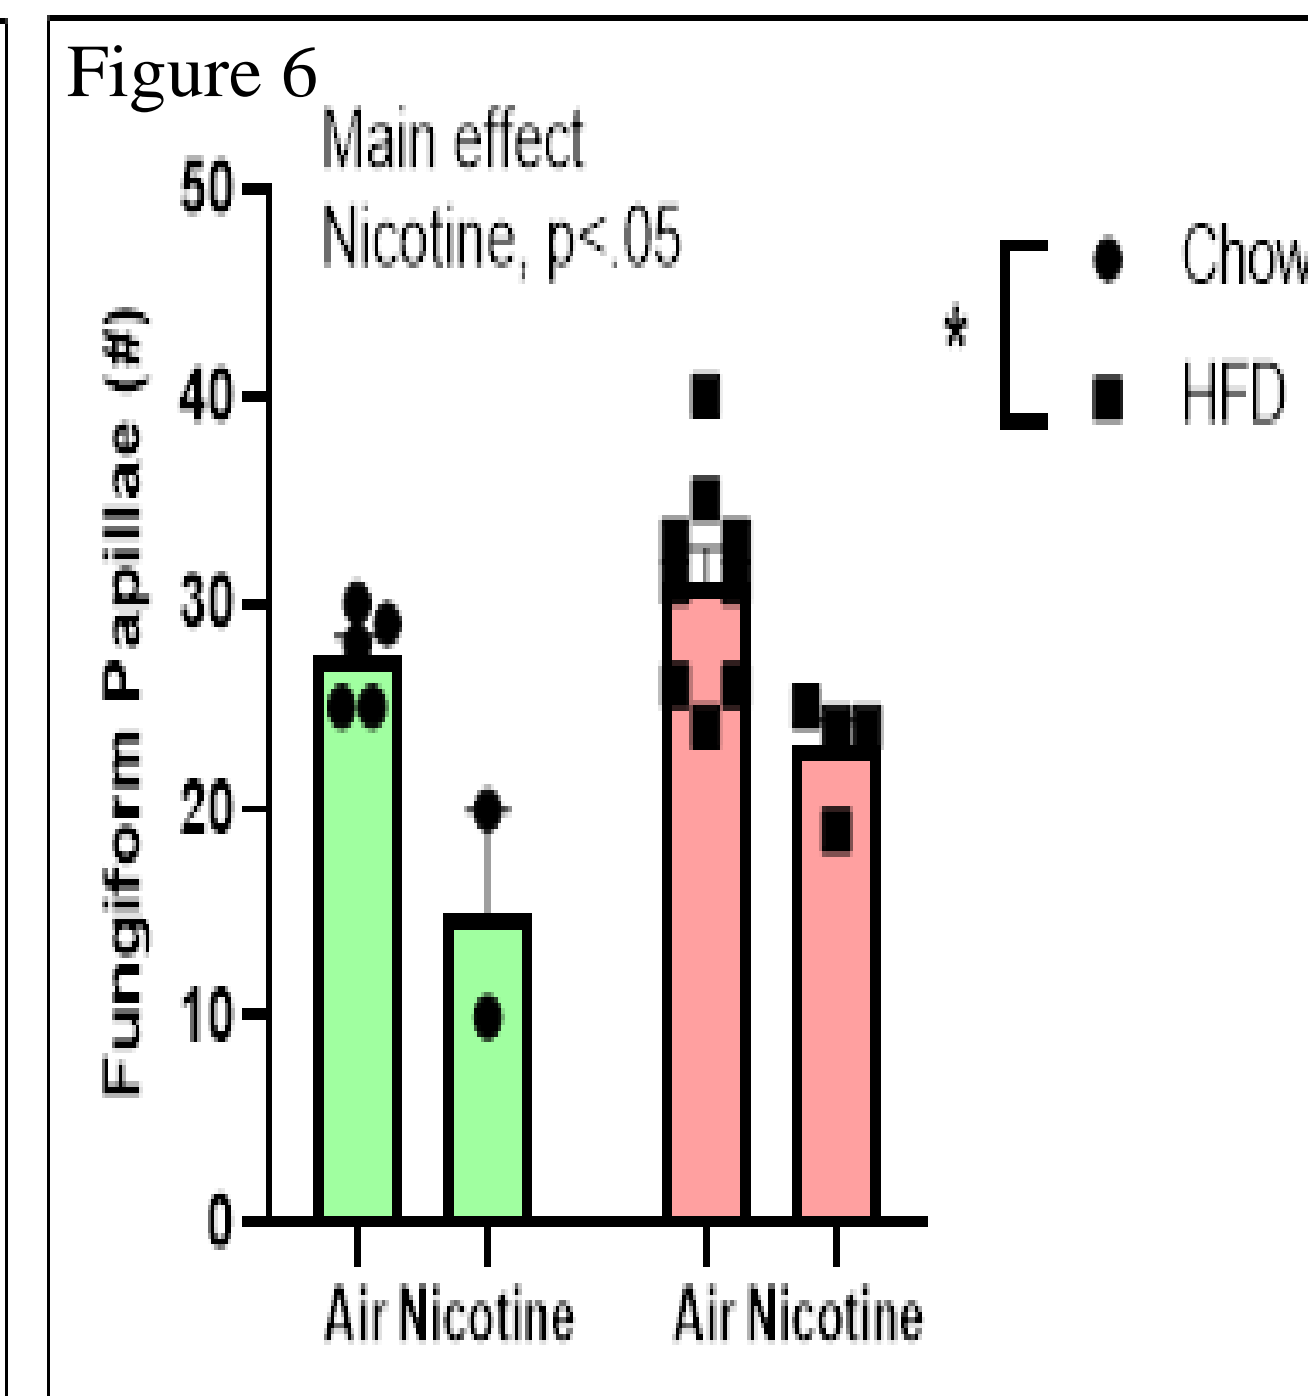 Figure 6
Main effect
Nicotine, p<.05
50
40
30
20
10
0
Fungiform Papillae (#)
* Chow
HFD
Air Nicotine Air Nicotine